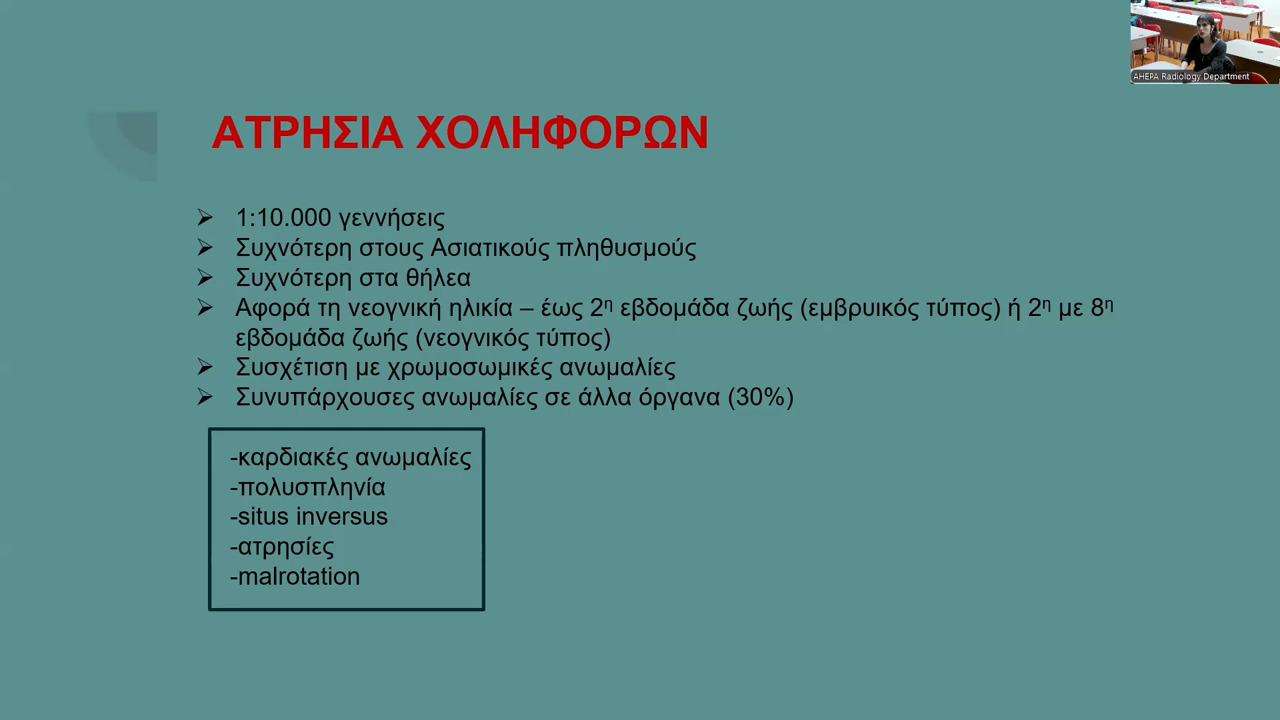 AHEPA Radiology Department
ΑΤΡΗΣΙΑ ΧΟΛΗΦΟΡΩΝ
➢ 1:10.000 γεννήσεις
➢ Συχνότερη στους Ασιατικούς πληθυσμούς
➢ Συχνότερη στα θήλεα
➢ Αφορά τη νεογνική ηλικία – έως 2η εβδομάδα ζωής (εμβρυικός τύπος) ή 2η με 8η
εβδομάδα ζωής (νεογνικός τύπος)
➢ Συσχέτιση με χρωμοσωμικές ανωμαλίες
➢ Συνυπάρχουσες ανωμαλίες σε άλλα όργανα (30%)
-καρδιακές ανωμαλίες
-πολυσπληνία
-situs inversus
-ατρησίες
-malrotation